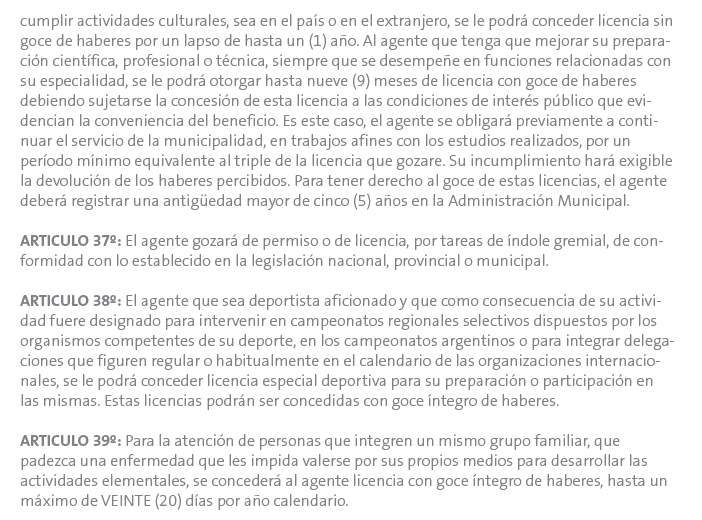 cumplir actividades culturales, sea en el país o en el extranjero, se le podrá conceder licencia sin
goce de haberes por un lapso de hasta un (1) año. Al agente que tenga que mejorar su prepara-
ción científica, profesional o técnica, siempre que se desempeñe en funciones relacionadas con
su especialidad, se le podrá otorgar hasta nueve (9) meses de licencia con goce de haberes
debiendo sujetarse la concesión de esta licencia a las condiciones de interés público que evi-
dencian la conveniencia del beneficio. Es este caso, el agente se obligará previamente a conti-
nuar el servicio de la municipalidad, en trabajos afines con los estudios realizados, por un
período mínimo equivalente al triple de la licencia que gozare. Su incumplimiento hará exigible
la devolución de los haberes percibidos. Para tener derecho al goce de estas licencias, el agente
deberá registrar una antigüedad mayor de cinco (5) años en la Administración Municipal.
ARTICULO 37º: El agente gozará de permiso o de licencia, por tareas de índole gremial, de con-
formidad con lo establecido en la legislación nacional, provincial o municipal.
ARTICULO 38º: El agente que sea deportista aficionado y que como consecuencia de su activi-
dad fuere designado para intervenir en campeonatos regionales selectivos dispuestos por los
organismos competentes de su deporte, en los campeonatos argentinos o para integrar delega-
ciones que figuren regular o habitualmente en el calendario de las organizaciones internacio-
nales, se le podrá conceder licencia especial deportiva para su preparación o participación en
las mismas. Estas licencias podrán ser concedidas con goce íntegro de haberes.
ARTICULO 39º: Para la atención de personas que integren un mismo grupo familiar, que
padezca una enfermedad que les impida valerse por sus propios medios para desarrollar las
actividades elementales, se concederá al agente licencia con goce íntegro de haberes, hasta un
máximo de VEINTE (20) días por año calendario.